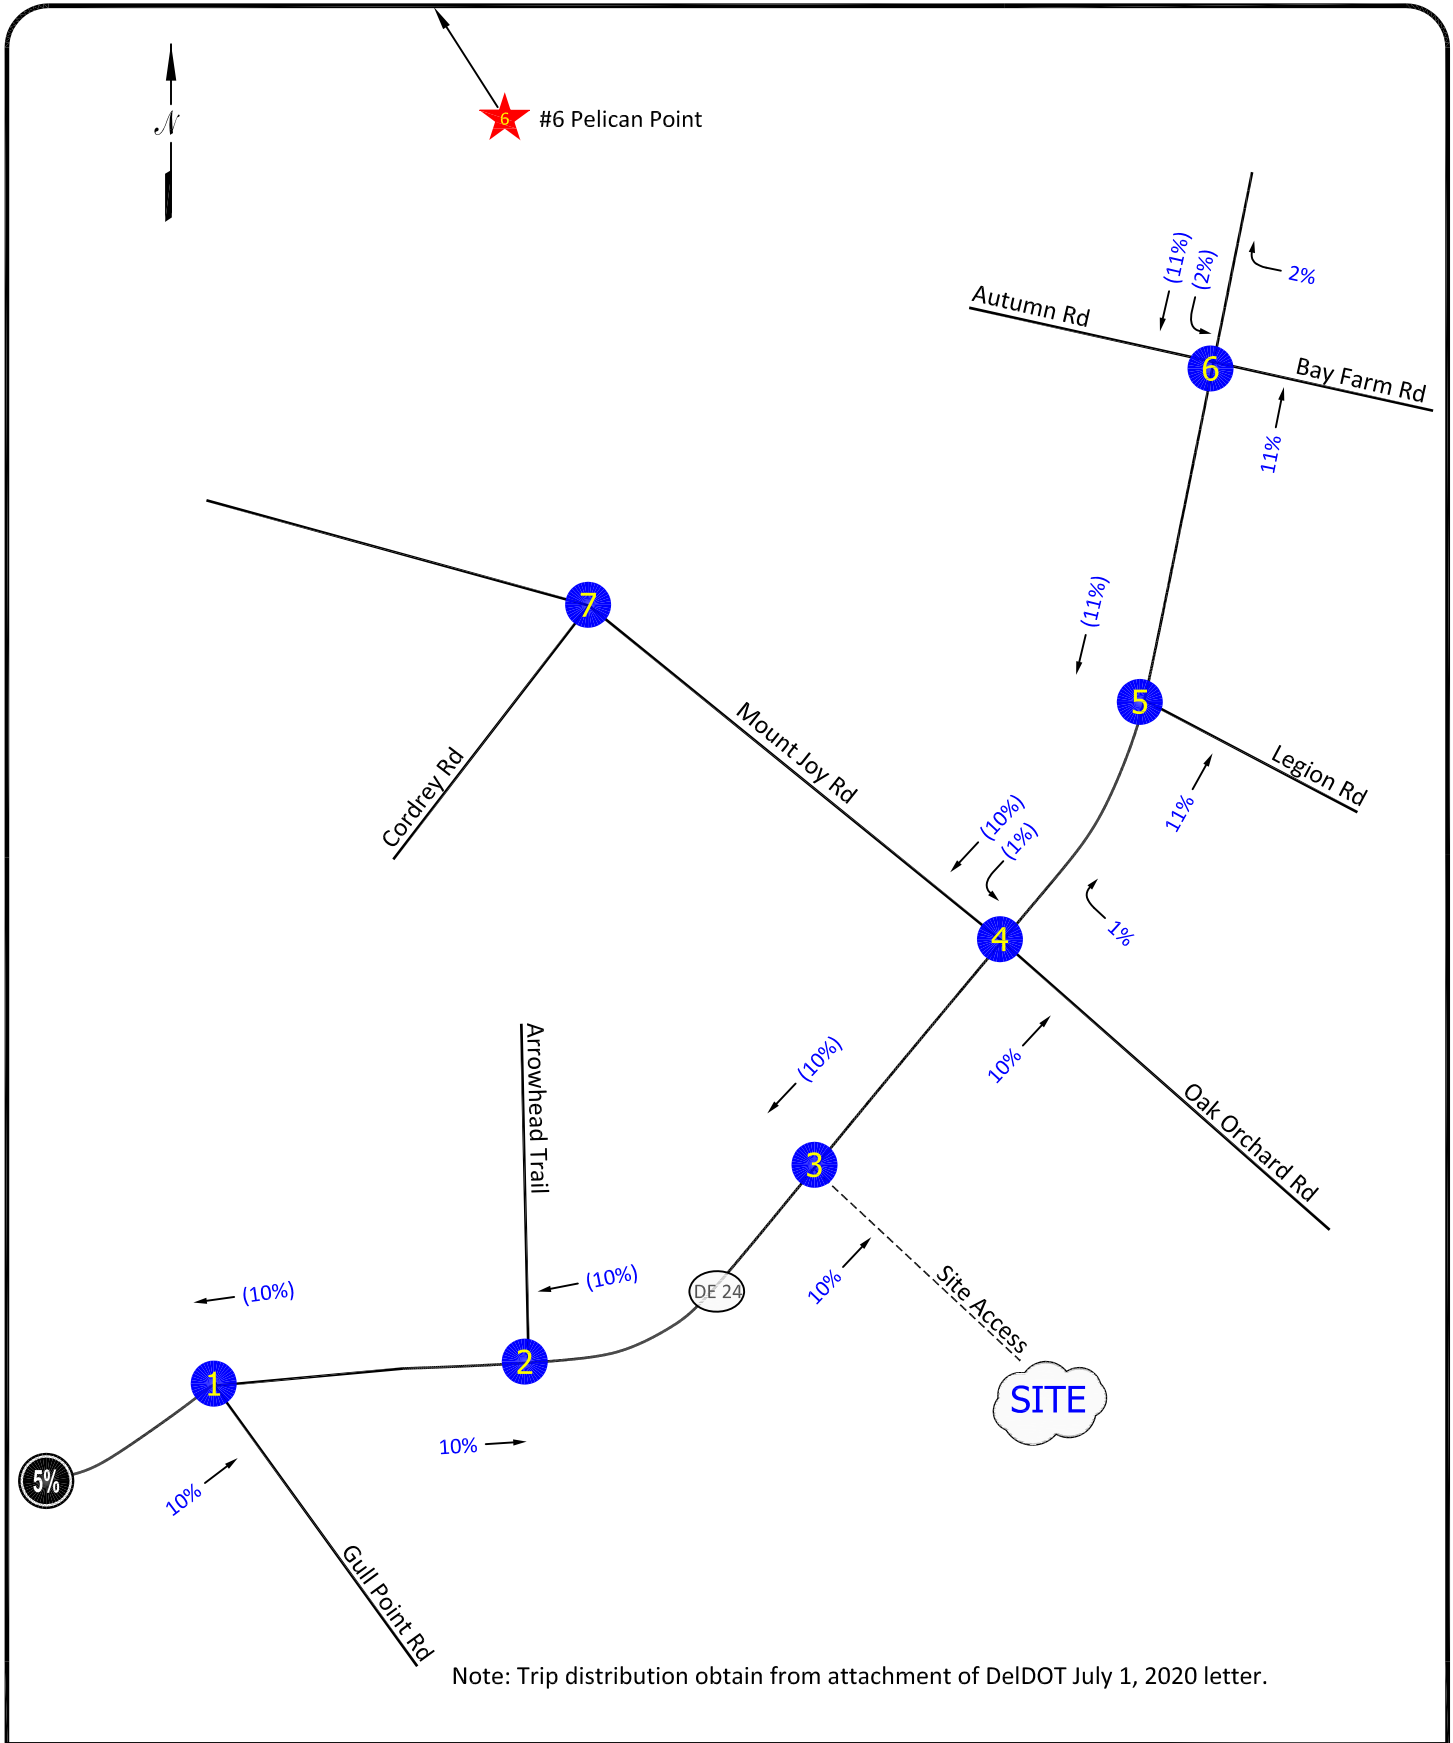 N
6
#6 Pelican Point
(11%)
(2%)
2%
Autumn Rd
6
Bay Farm Rd
11%
7
(11%)
5
Mount Joy Rd
Legion Rd
Cordrey Rd
11%
(10%)
(1%)
4
1%
10%
Arrowhead Trail
(10%)
Oak Orchard Rd
3
10%
Site Access
(10%)
(10%)
DE 24
2
1
SITE
10%
5%
10%
Gull Point Rd
Note: Trip distribution obtain from attachment of DelDOT July 1, 2020 letter.